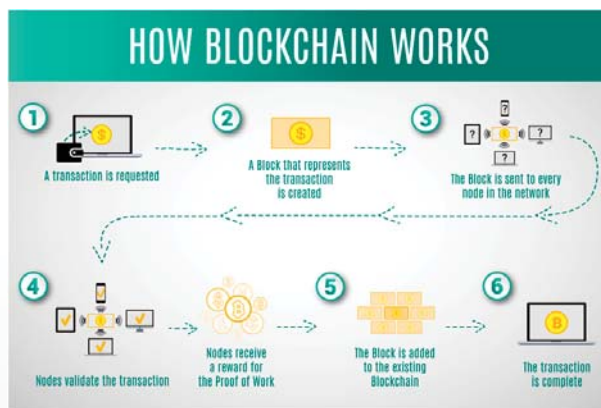 HOW BLOCKCHAIN WORKS
1
A transaction is requested
2
A Block that represents
the transaction
is created
3
The Block is sent to every
node in the network
4
Nodes validate the transaction
Nodes receive
a reward for
the Proof of Work
5
The Block is added
to the existing
Blockchain
6
The transaction
is complete